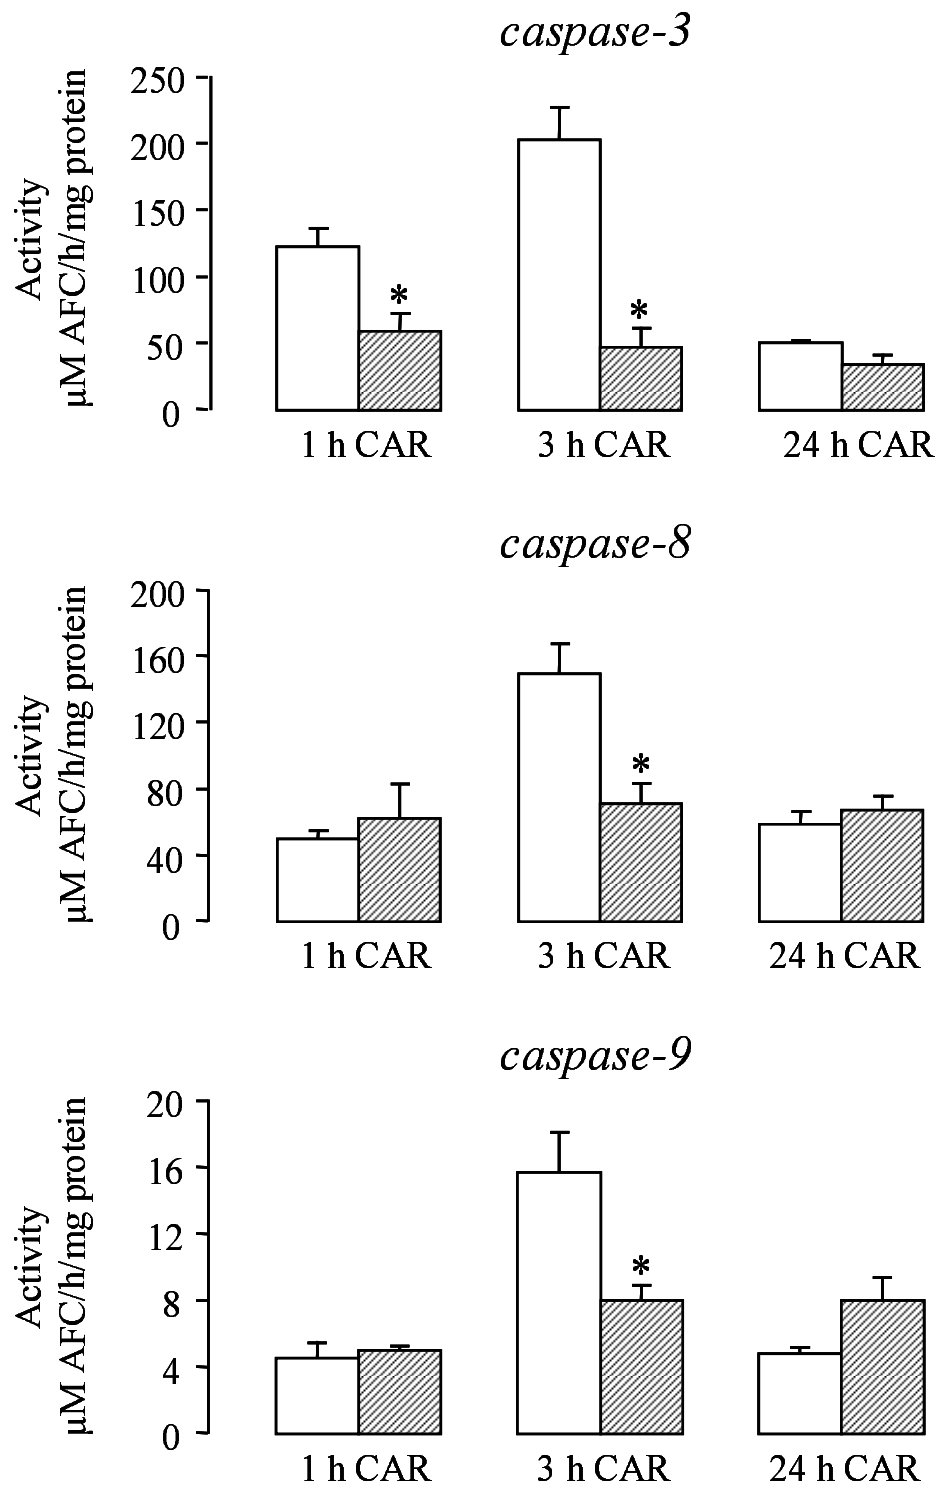 caspase-3
Activity
µM AFC/h/mg protein
250
200
150
100
50
0
*
*
1 h CAR
3 h CAR
24 h CAR
caspase-8
Activity
µM AFC/h/mg protein
200
160
120
80
40
0
*
1 h CAR
3 h CAR
24 h CAR
caspase-9
Activity
µM AFC/h/mg protein
20
16
12
8
4
0
*
1 h CAR
3 h CAR
24 h CAR